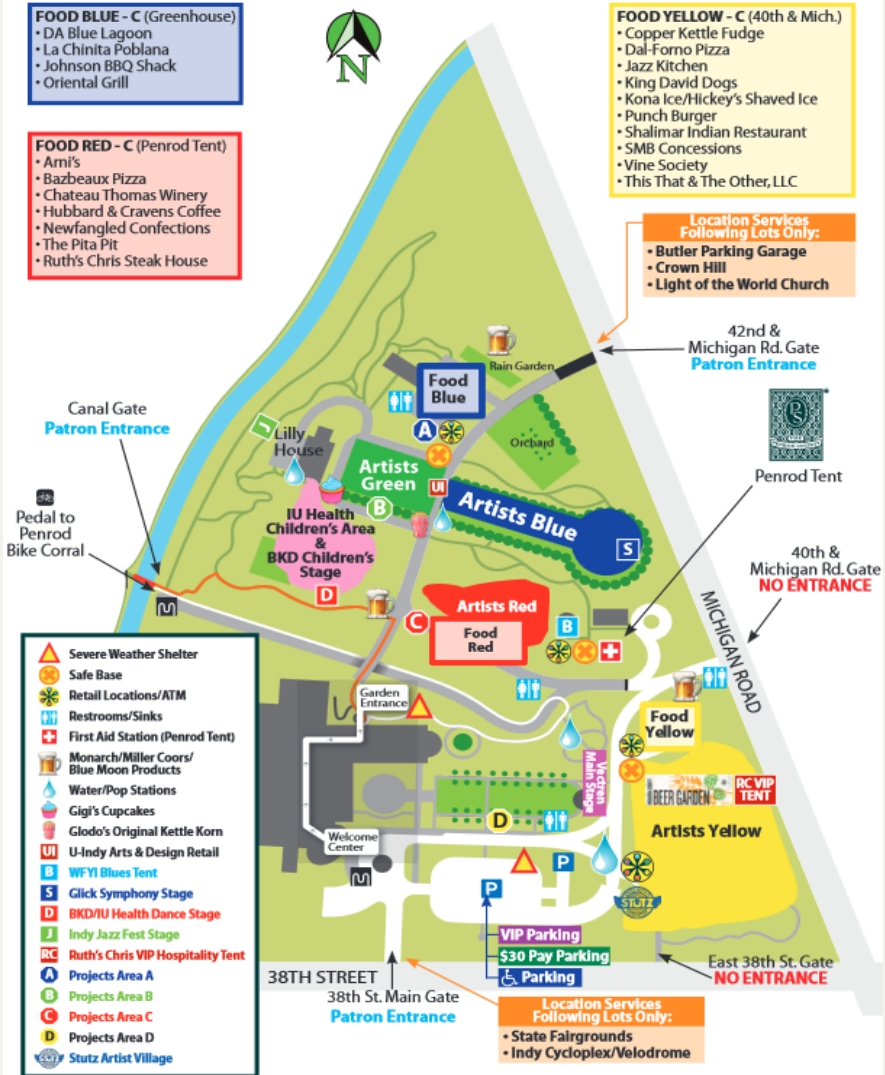 FOOD BLUE - C (Greenhouse)
• DA Blue Lagoon
• La Chinita Poblana
• Johnson BBQ Shack
• Oriental Grill
N
FOOD YELLOW - C (40th & Mich.)
• Copper Kettle Fudge
• Dal-Forno Pizza
• Jazz Kitchen
• King David Dogs
• Kona Ice/Hickey's Shaved Ice
• Punch Burger
• Shalimar Indian Restaurant
• SMB Concessions
• Vine Society
• This That & The Other, LLC
FOOD RED - C (Penrod Tent)
• Arni's
• Bazbeaux Pizza
• Chateau Thomas Winery
• Hubbard & Cravens Coffee
• Newfangled Confections
• The Pita Pit
• Ruth's Chris Steak House
Location Services
Following Lots Only:
• Butler Parking Garage
• Crown Hill
• Light of the World Church
42nd &
Michigan Rd. Gate
Patron Entrance
Rain Garden
Food
Blue
Canal Gate
Patron Entrance
J
Lilly
House
A
Orchard
Penrod Tent
Artists
Green
UI
Artists Blue
B
S
Pedal to
Penrod
Bike Corral
IU Health
Children's Area
&
BKD Children's
Stage
D
40th &
Michigan Rd. Gate
NO ENTRANCE
Artists Red
C
Food
Red
B
MICHIGAN ROAD
Garden
Entrance
Food
Yellow
Vectren
Main Stage
BEER GARDEN
RC VIP
TENT
Artists Yellow
D
Welcome
Center
P
P
STUTZ
VIP Parking
$30 Pay Parking
Parking
38TH STREET
38th St. Main Gate
Patron Entrance
East 38th St. Gate
NO ENTRANCE
Location Services
Following Lots Only:
• State Fairgrounds
• Indy Cycloplex/Velodrome
Severe Weather Shelter
Safe Base
Retail Locations/ATM
Restrooms/Sinks
First Aid Station (Penrod Tent)
Monarch/Miller Coors/
Blue Moon Products
Water/Pop Stations
Gigi's Cupcakes
Glodo's Original Kettle Korn
UI U-Indy Arts & Design Retail
B WFYI Blues Tent
S Glick Symphony Stage
D BKD/IU Health Dance Stage
J Indy Jazz Fest Stage
RC Ruth's Chris VIP Hospitality Tent
A Projects Area A
B Projects Area B
C Projects Area C
D Projects Area D
STUTZ Stutz Artist Village